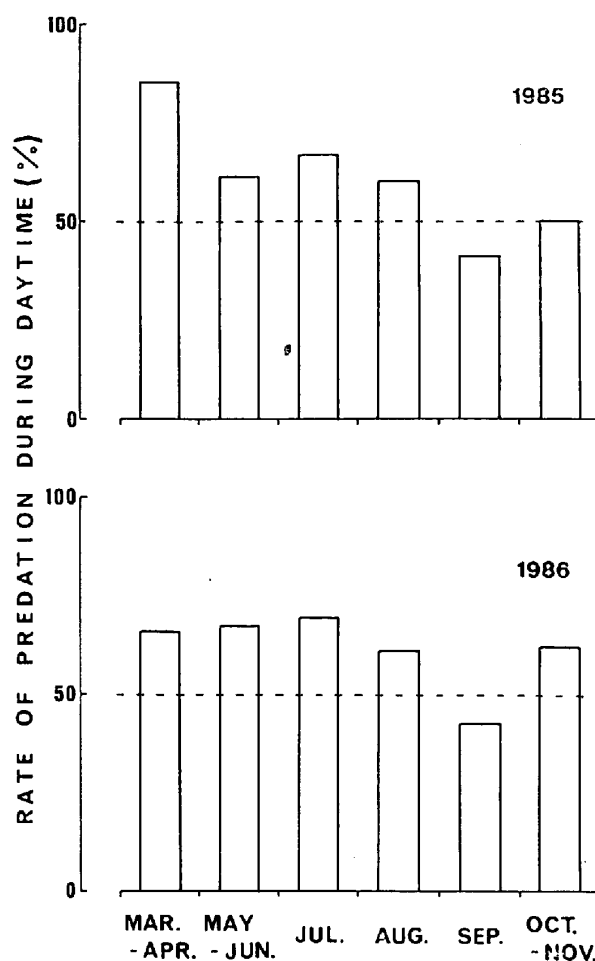 RATE OF PREDATION DURING DAYTIME (%)
100
50
0
1985
100
50
0
1986
MAR.
- APR.
MAY
- JUN.
JUL.
AUG.
SEP.
OCT.
- NOV.